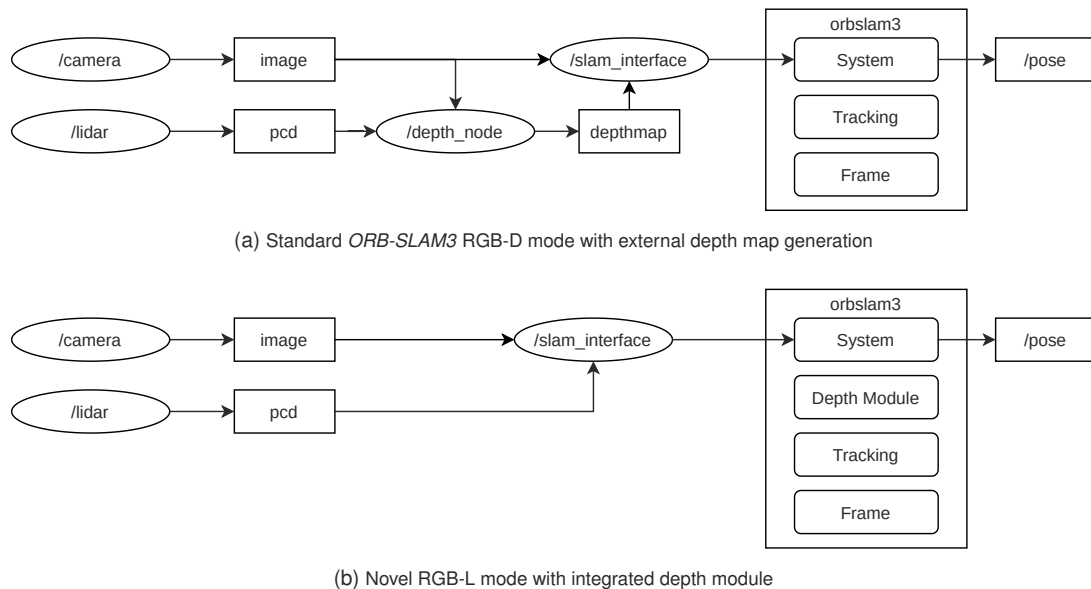 orbslam3
/camera
image
/slam_interface
System
/pose
/lidar
pcd
/depth_node
depthmap
Tracking
Frame
(a) Standard ORB-SLAM3 RGB-D mode with external depth map generation
orbslam3
/camera
image
/slam_interface
System
/pose
/lidar
pcd
Depth Module
Tracking
Frame
(b) Novel RGB-L mode with integrated depth module